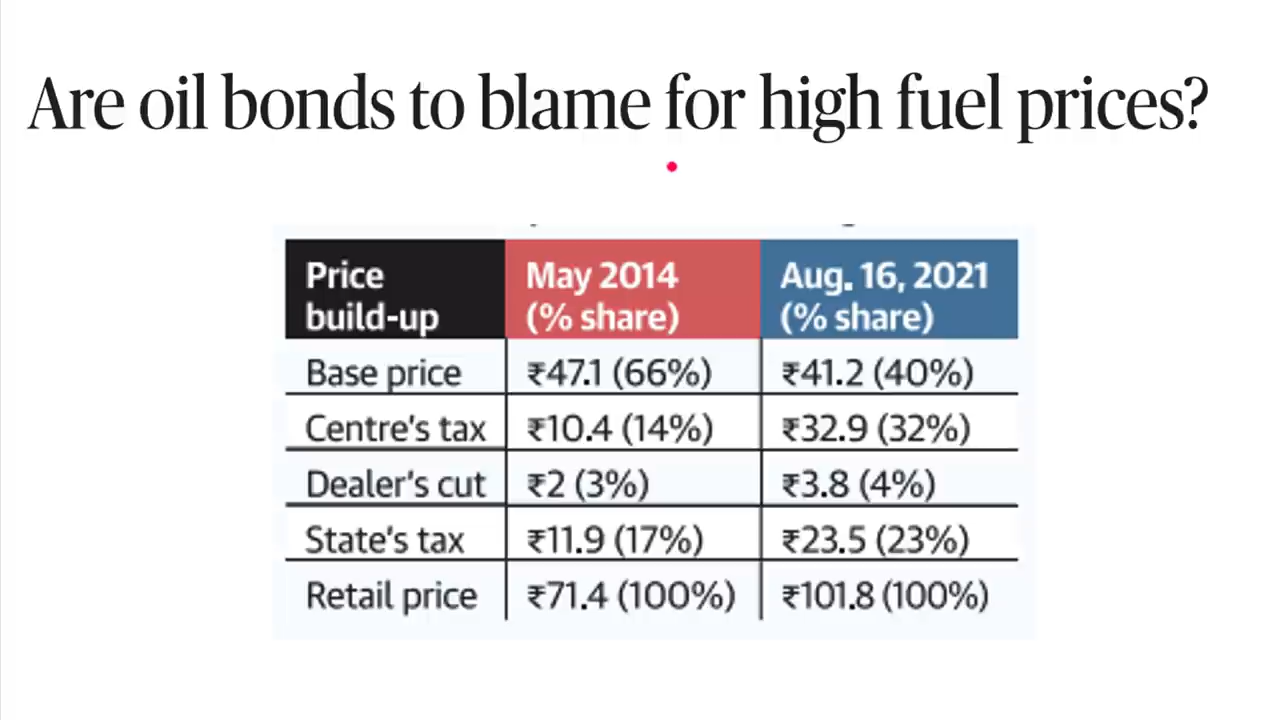 Are oil bonds to blame for high fuel prices?
Price build-up May 2014 (% share) Aug. 16, 2021 (% share)
Base price ₹47.1 (66%) ₹41.2 (40%)
Centre's tax ₹10.4 (14%) ₹32.9 (32%)
Dealer's cut ₹2 (3%) ₹3.8 (4%)
State's tax ₹11.9 (17%) ₹23.5 (23%)
Retail price ₹71.4 (100%) ₹101.8 (100%)